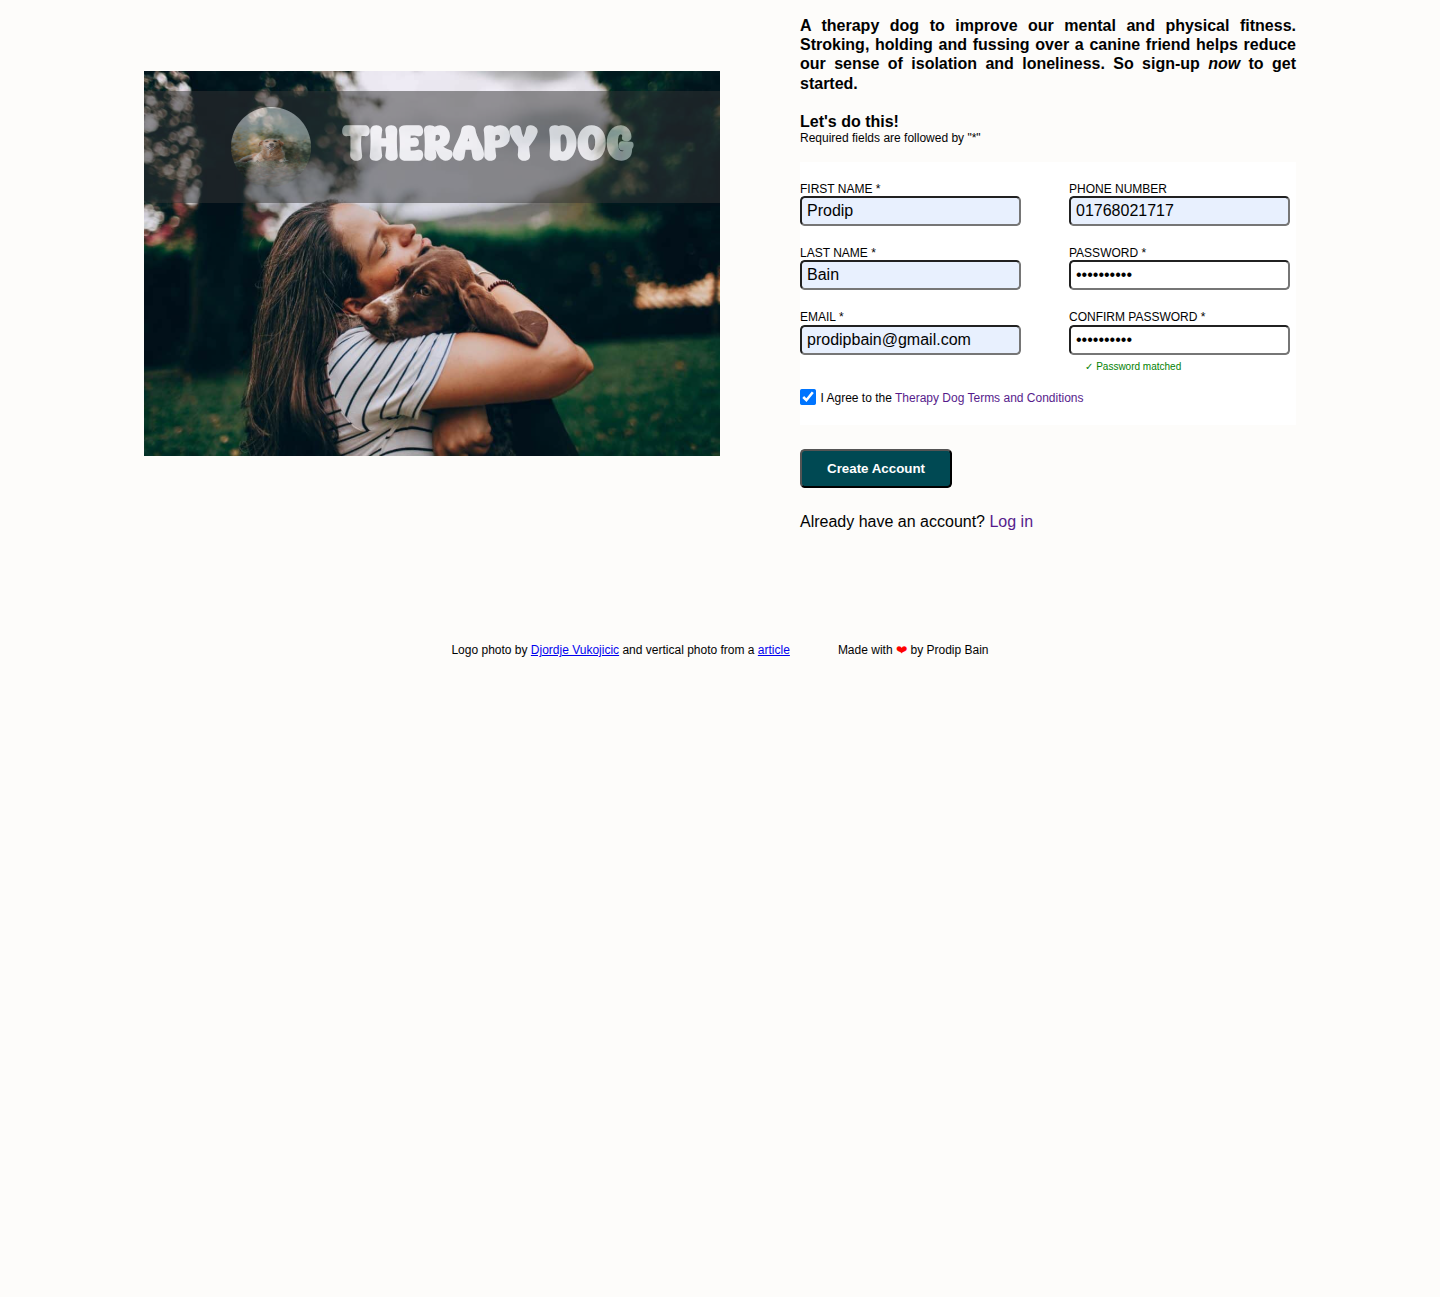 THERAPY DOG
A therapy dog to improve our mental and physical fitness.
Stroking, holding and fussing over a canine friend helps reduce
our sense of isolation and loneliness. So sign-up now to get
started.
Let's do this!
Required fields are followed by "*"
FIRST NAME *
Prodip
PHONE NUMBER
01768021717
LAST NAME *
Bain
PASSWORD *
••••••••••
EMAIL *
prodipbain@gmail.com
CONFIRM PASSWORD *
••••••••••
✓ Password matched
I Agree to the Therapy Dog Terms and Conditions
Create Account
Already have an account? Log in
Logo photo by Djordje Vukojicic and vertical photo from a article
Made with ❤ by Prodip Bain